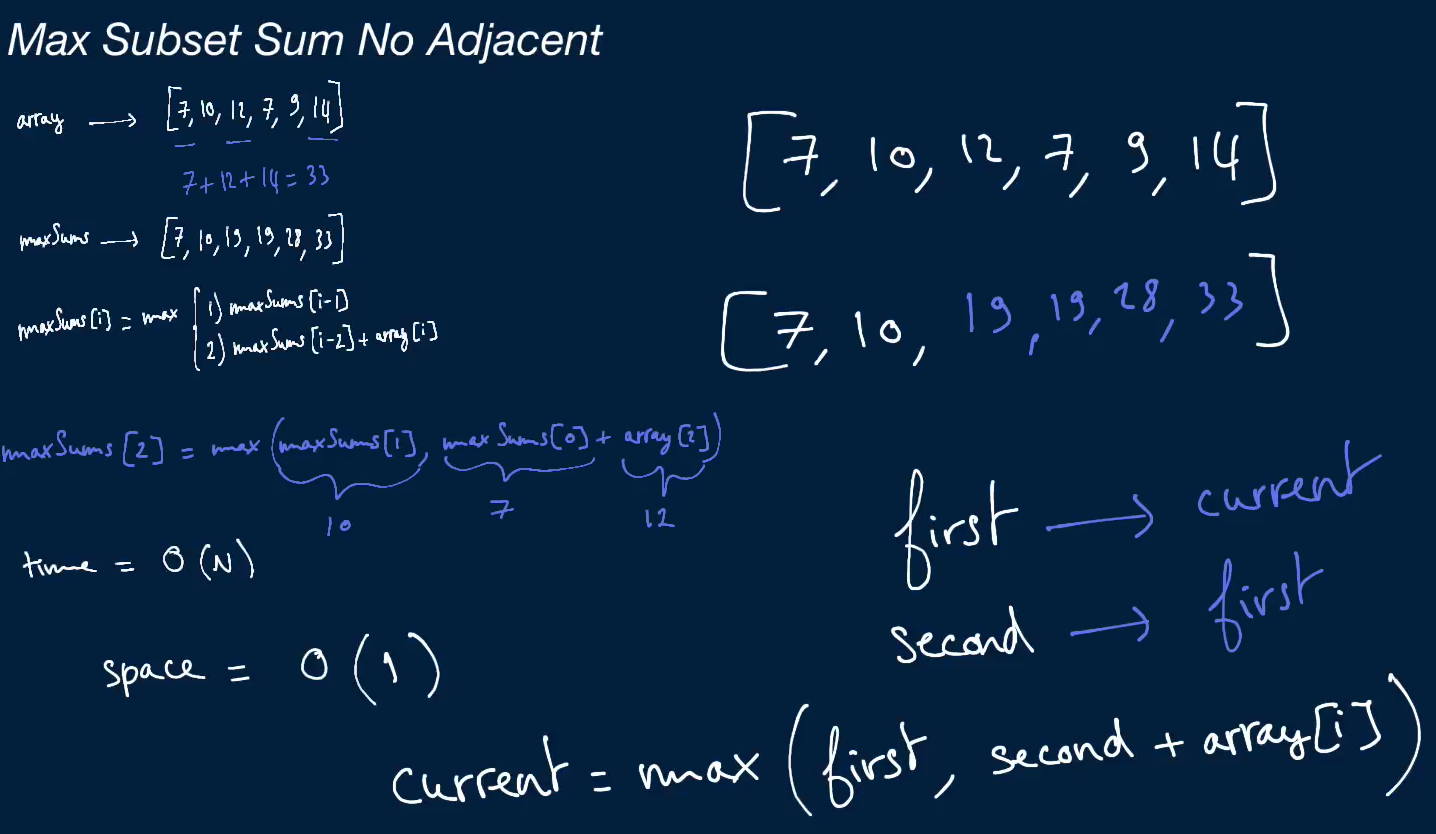 Max Subset Sum No Adjacent
array → [7, 10, 12, 7, 9, 14]
7 + 12 + 14 = 33
maxSums → [7, 10, 19, 19, 28, 33]
maxSums[i] = max { 1) maxSums[i-1]
2) maxSums[i-2] + array[i]
maxSums[2] = max(maxSums[1], maxSums[0] + array[2])
10 7 12
time = O(N)
space = O(1)
[7, 10, 12, 7, 9, 14]
[7, 10, 19, 19, 28, 33]
first → current
second → first
current = max(first, second + array[i])